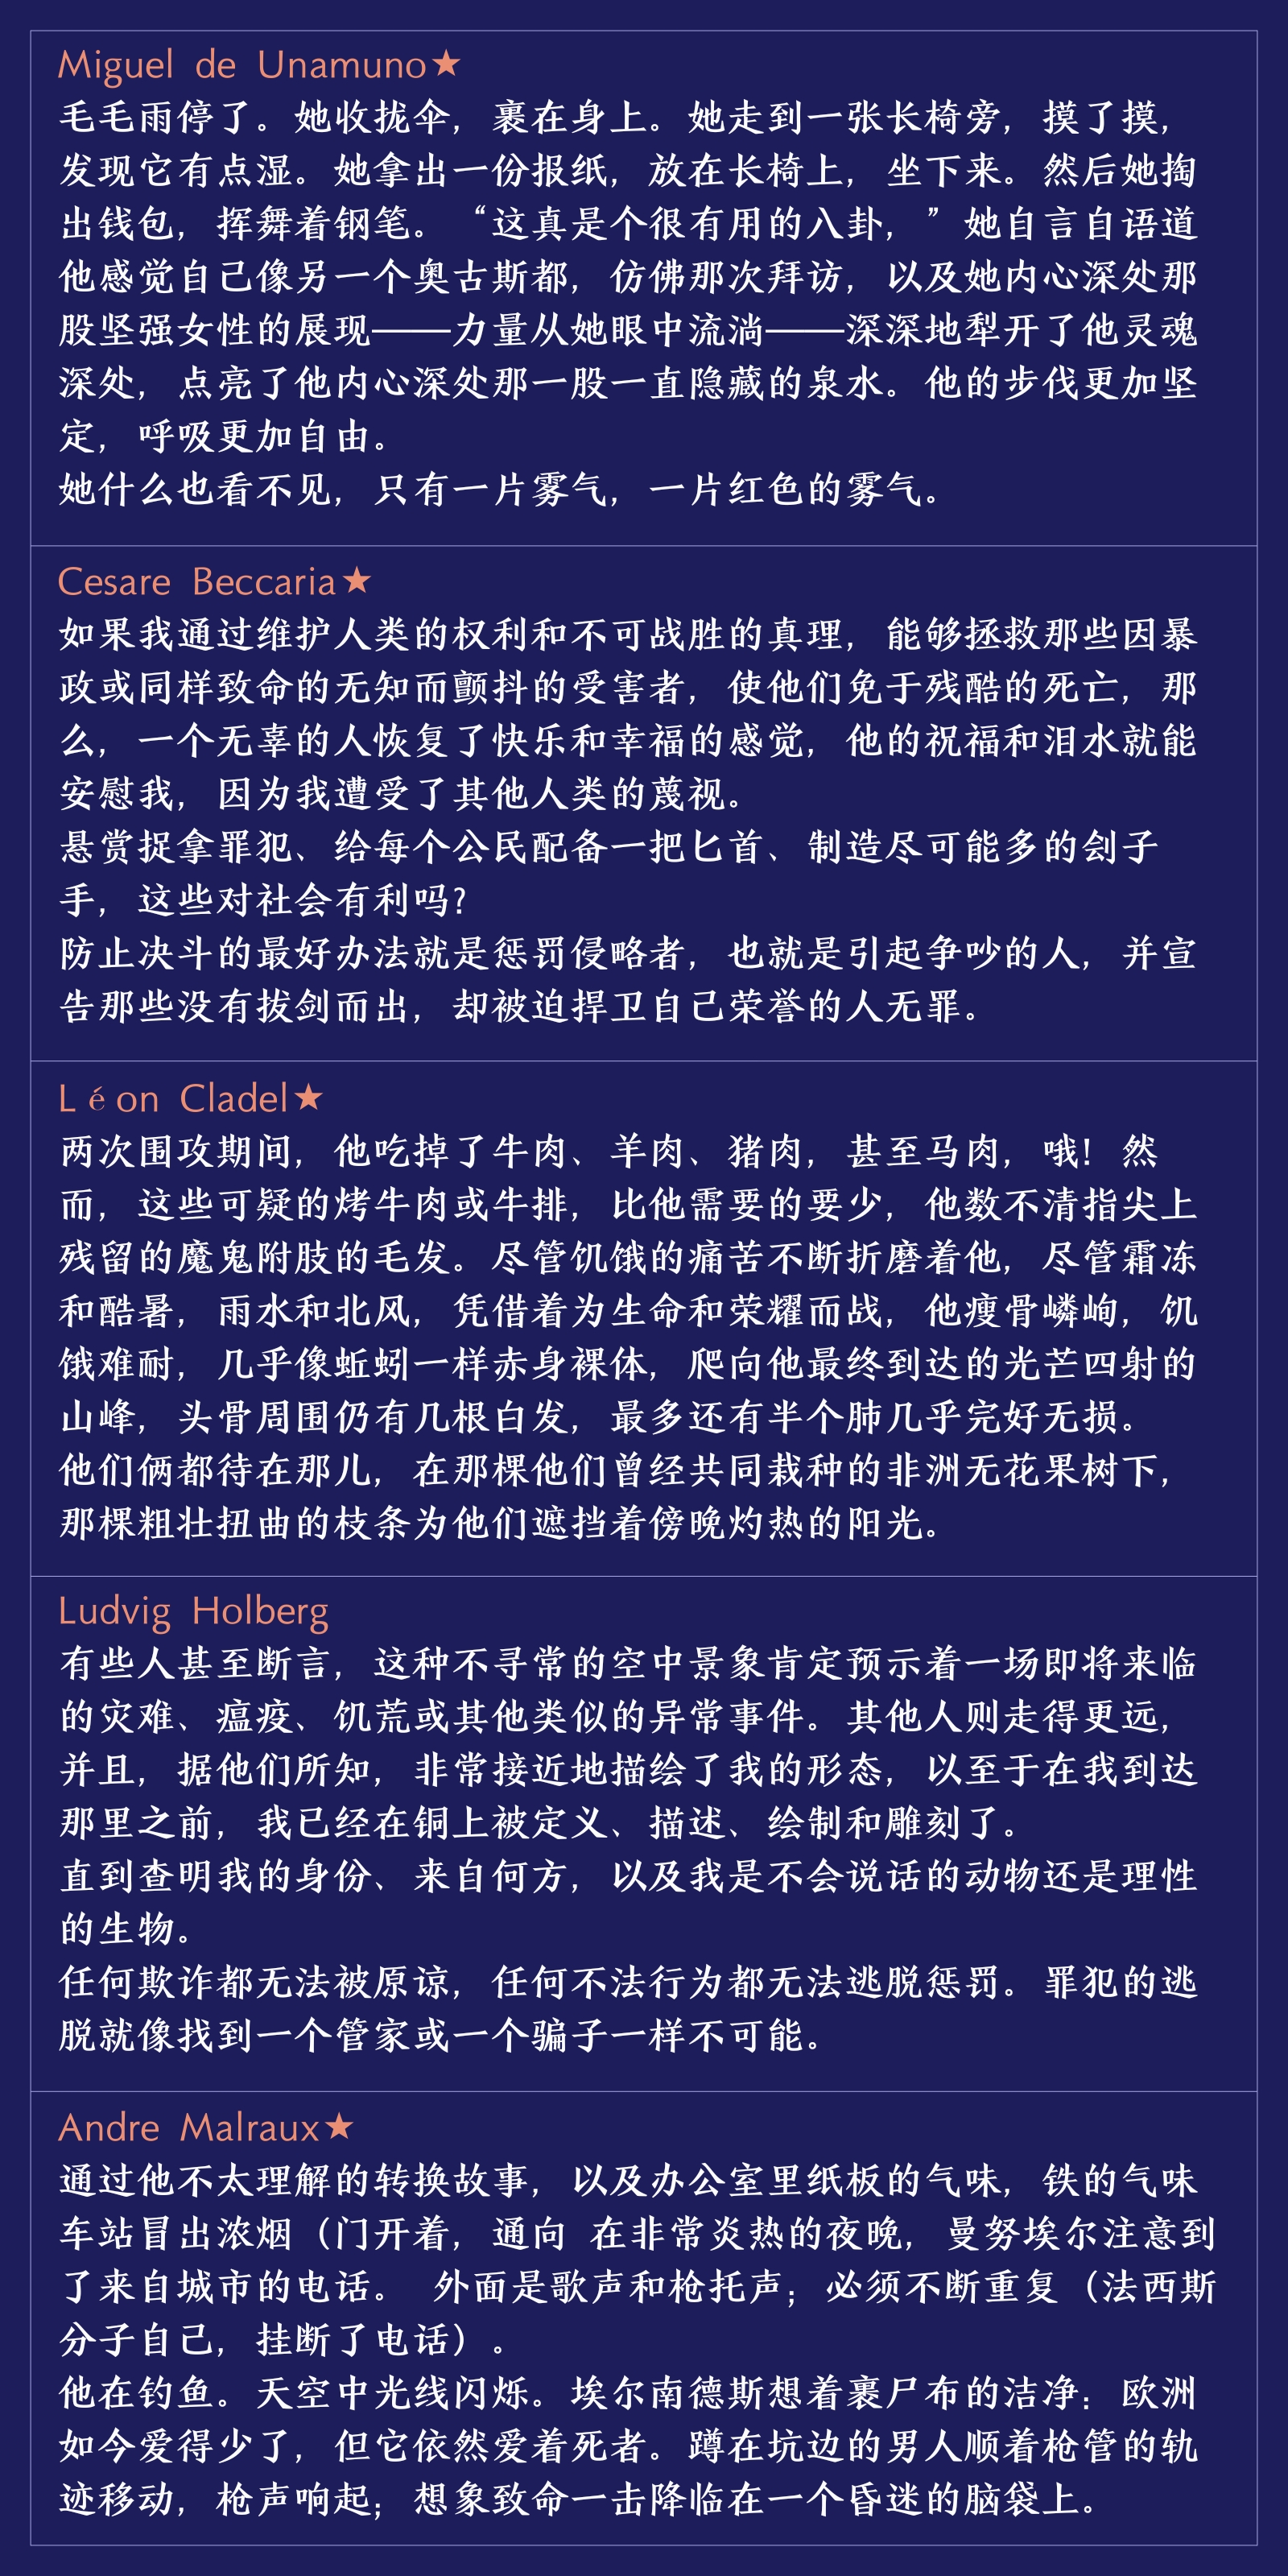 Miguel de Unamuno★
毛毛雨停了。她收拢伞，裹在身上。她走到一张长椅旁，摸了摸，
发现它有点湿。她拿出一份报纸，放在长椅上，坐下来。然后她掏
出钱包，挥舞着钢笔。“这真是个很有用的八卦，”她自言自语道
他感觉自己像另一个奥古斯都，仿佛那次拜访，以及她内心深处那
股坚强女性的展现——力量从她眼中流淌——深深地犁开了他灵魂
深处，点亮了他内心深处那一股一直隐藏的泉水。他的步伐更加坚
定，呼吸更加自由。
她什么也看不见，只有一片雾气，一片红色的雾气。
Cesare Beccaria★
如果我通过维护人类的权利和不可战胜的真理，能够拯救那些因暴
政或同样致命的无知而颤抖的受害者，使他们免于残酷的死亡，那
么，一个无辜的人恢复了快乐和幸福的感觉，他的祝福和泪水就能
安慰我，因为我遭受了其他人类的蔑视。
悬赏捉拿罪犯、给每个公民配备一把匕首、制造尽可能多的刽子
手，这些对社会有利吗？
防止决斗的最好办法就是惩罚侵略者，也就是引起争吵的人，并宣
告那些没有拔剑而出，却被迫捍卫自己荣誉的人无罪。
Léon Cladel★
两次围攻期间，他吃掉了牛肉、羊肉、猪肉，甚至马肉，哦！然
而，这些可疑的烤牛肉或牛排，比他需要的要少，他数不清指尖上
残留的魔鬼附肢的毛发。尽管饥饿的痛苦不断折磨着他，尽管霜冻
和酷暑，雨水和北风，凭借着为生命和荣耀而战，他瘦骨嶙峋，饥
饿难耐，几乎像蚯蚓一样赤身裸体，爬向他最终到达的光芒四射的
山峰，头骨周围仍有几根白发，最多还有半个肺几乎完好无损。
他们俩都待在那儿，在那棵他们曾经共同栽种的非洲无花果树下，
那棵粗壮扭曲的枝条为他们遮挡着傍晚灼热的阳光。
Ludvig Holberg
有些人甚至断言，这种不寻常的空中景象肯定预示着一场即将来临
的灾难、瘟疫、饥荒或其他类似的异常事件。其他人则走得更远，
并且，据他们所知，非常接近地描绘了我的形态，以至于在我到达
那里之前，我已经在铜上被定义、描述、绘制和雕刻了。
直到查明我的身份、来自何方，以及我是不会说话的动物还是理性
的生物。
任何欺诈都无法被原谅，任何不法行为都无法逃脱惩罚。罪犯的逃
脱就像找到一个管家或一个骗子一样不可能。
Andre Malraux★
通过他不太理解的转换故事，以及办公室里纸板的气味，铁的气味
车站冒出浓烟（门开着，通向 在非常炎热的夜晚，曼努埃尔注意到
了来自城市的电话。 外面是歌声和枪托声；必须不断重复（法西斯
分子自己，挂断了电话）。
他在钓鱼。天空中光线闪烁。埃尔南德斯想着裹尸布的洁净：欧洲
如今爱得少了，但它依然爱着死者。蹲在坑边的男人顺着枪管的轨
迹移动，枪声响起；想象致命一击降临在一个昏迷的脑袋上。